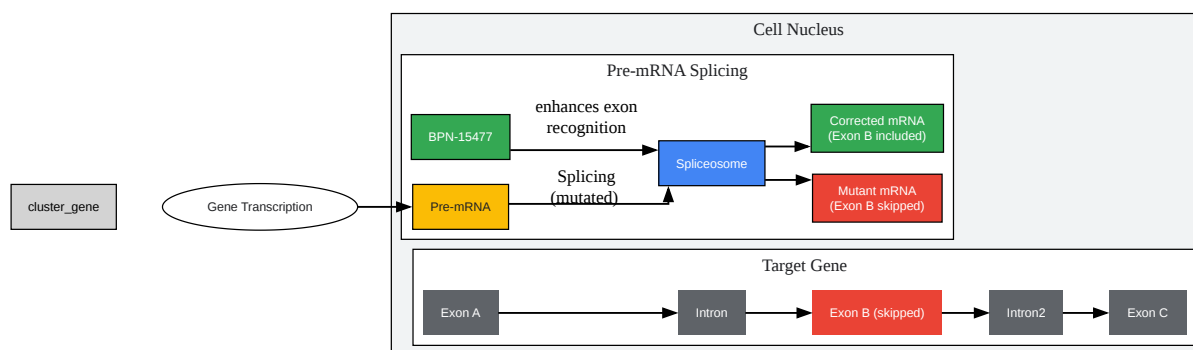 Cell Nucleus
Pre-mRNA Splicing
enhances exon
recognition
BPN-15477
Corrected mRNA
(Exon B included)
Spliceosome
Splicing
(mutated)
Mutant mRNA
(Exon B skipped)
cluster_gene
Gene Transcription
Pre-mRNA
Target Gene
Exon A
Intron
Exon B (skipped)
Intron2
Exon C